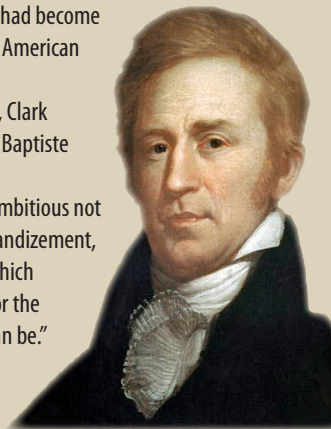 had become
American
, Clark
Baptiste
mbitious not
andizement,
hich
or the
n be.”